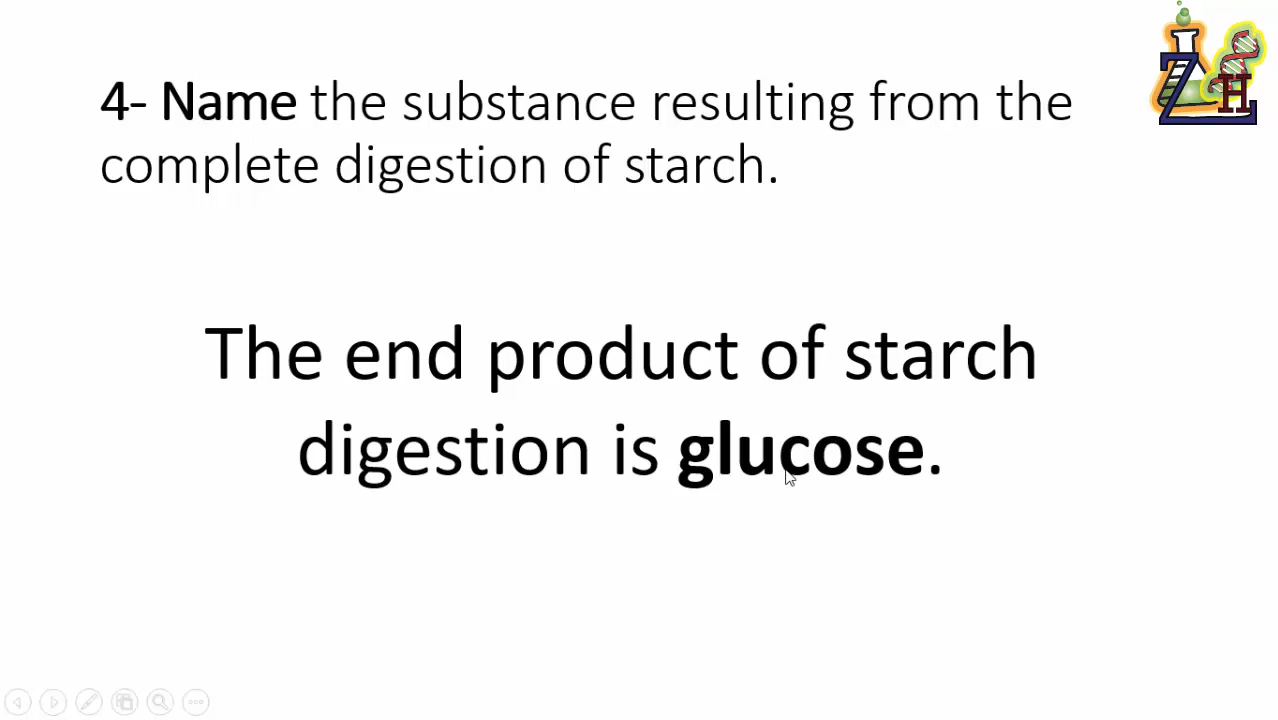 4- Name the substance resulting from the
complete digestion of starch.
The end product of starch
digestion is glucose.
ZH